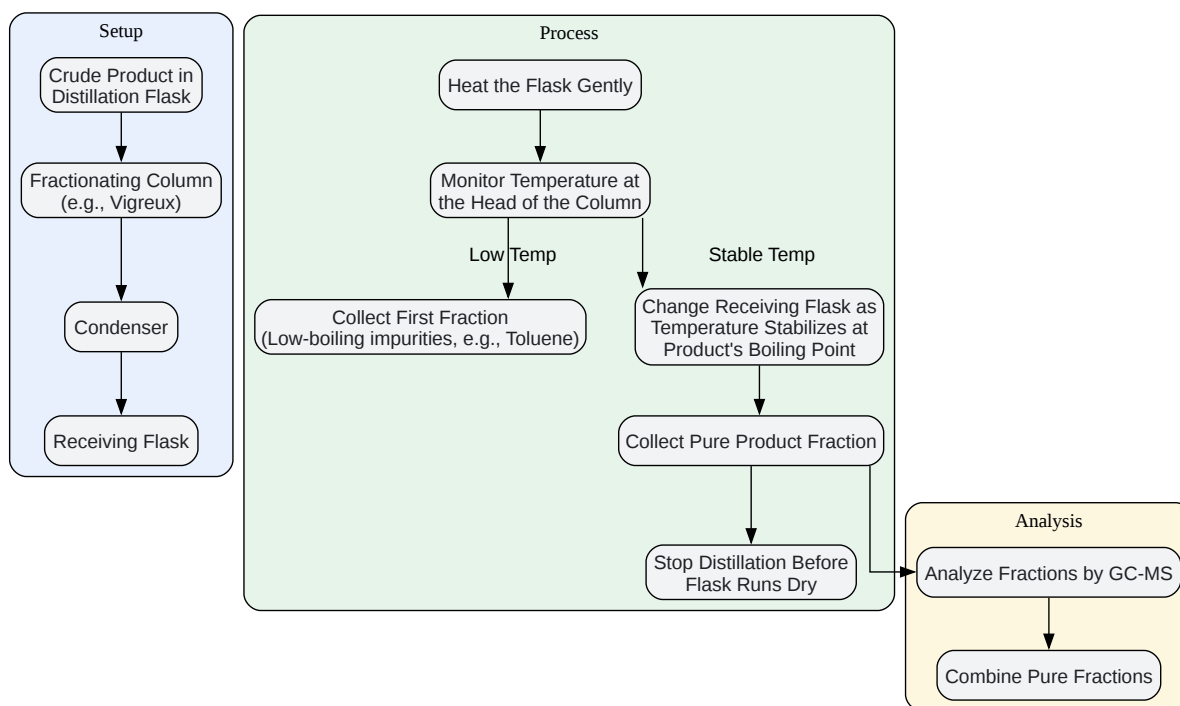 Setup
Crude Product in
Distillation Flask
Fractionating Column
(e.g., Vigreux)
Condenser
Receiving Flask
Process
Heat the Flask Gently
Monitor Temperature at
the Head of the Column
Low Temp
Stable Temp
Collect First Fraction
(Low-boiling impurities, e.g., Toluene)
Change Receiving Flask as
Temperature Stabilizes at
Product's Boiling Point
Collect Pure Product Fraction
Stop Distillation Before
Flask Runs Dry
Analysis
Analyze Fractions by GC-MS
Combine Pure Fractions